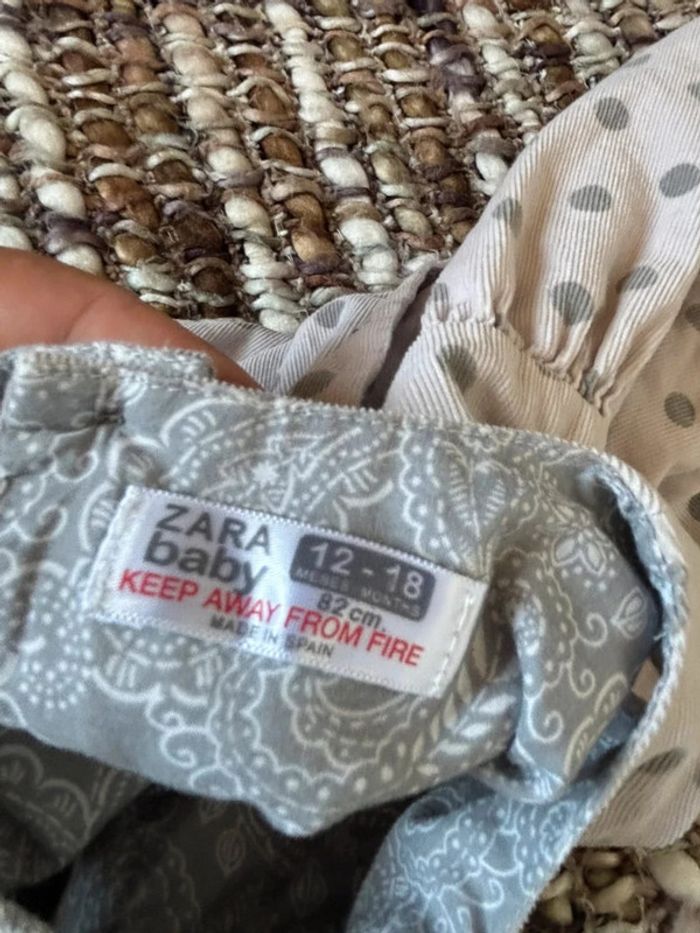 ZARA
baby
12 - 18
MESES MONTHS
82 cm.
KEEP AWAY FROM FIRE
MADE IN SPAIN